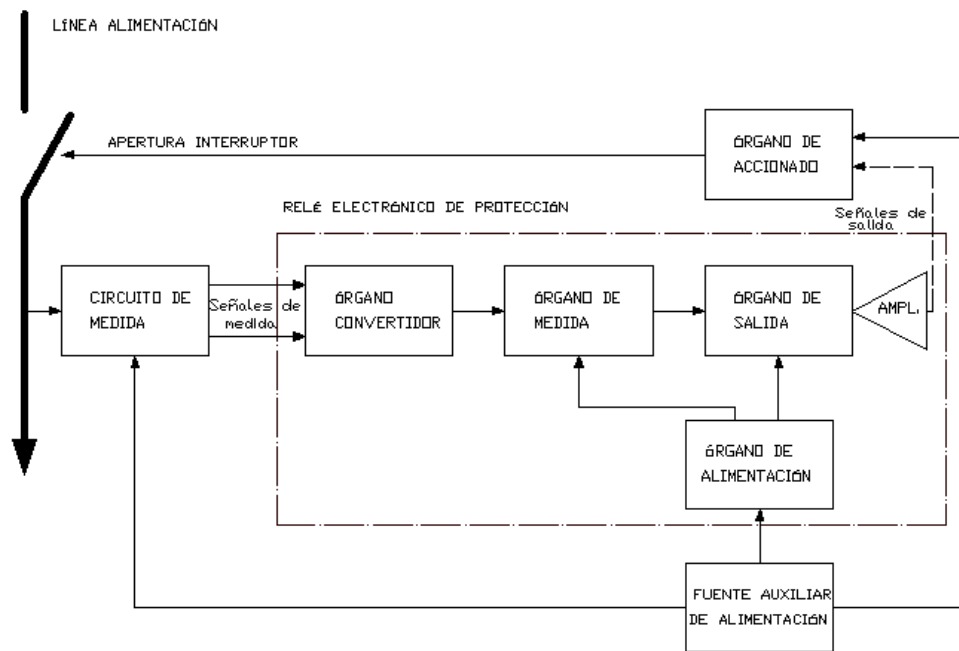 LÍNEA ALIMENTACIÓN
APERTURA INTERRUPTOR
ÓRGANO DE
ACCIONADO
RELÉ ELECTRÓNICO DE PROTECCIÓN
Señales de
salida
CIRCUITO DE
MEDIDA
Señales de
medida
ÓRGANO
CONVERTIDOR
ÓRGANO DE
MEDIDA
ÓRGANO DE
SALIDA
AMPL.
ÓRGANO DE
ALIMENTACIÓN
FUENTE AUXILIAR
DE ALIMENTACIÓN